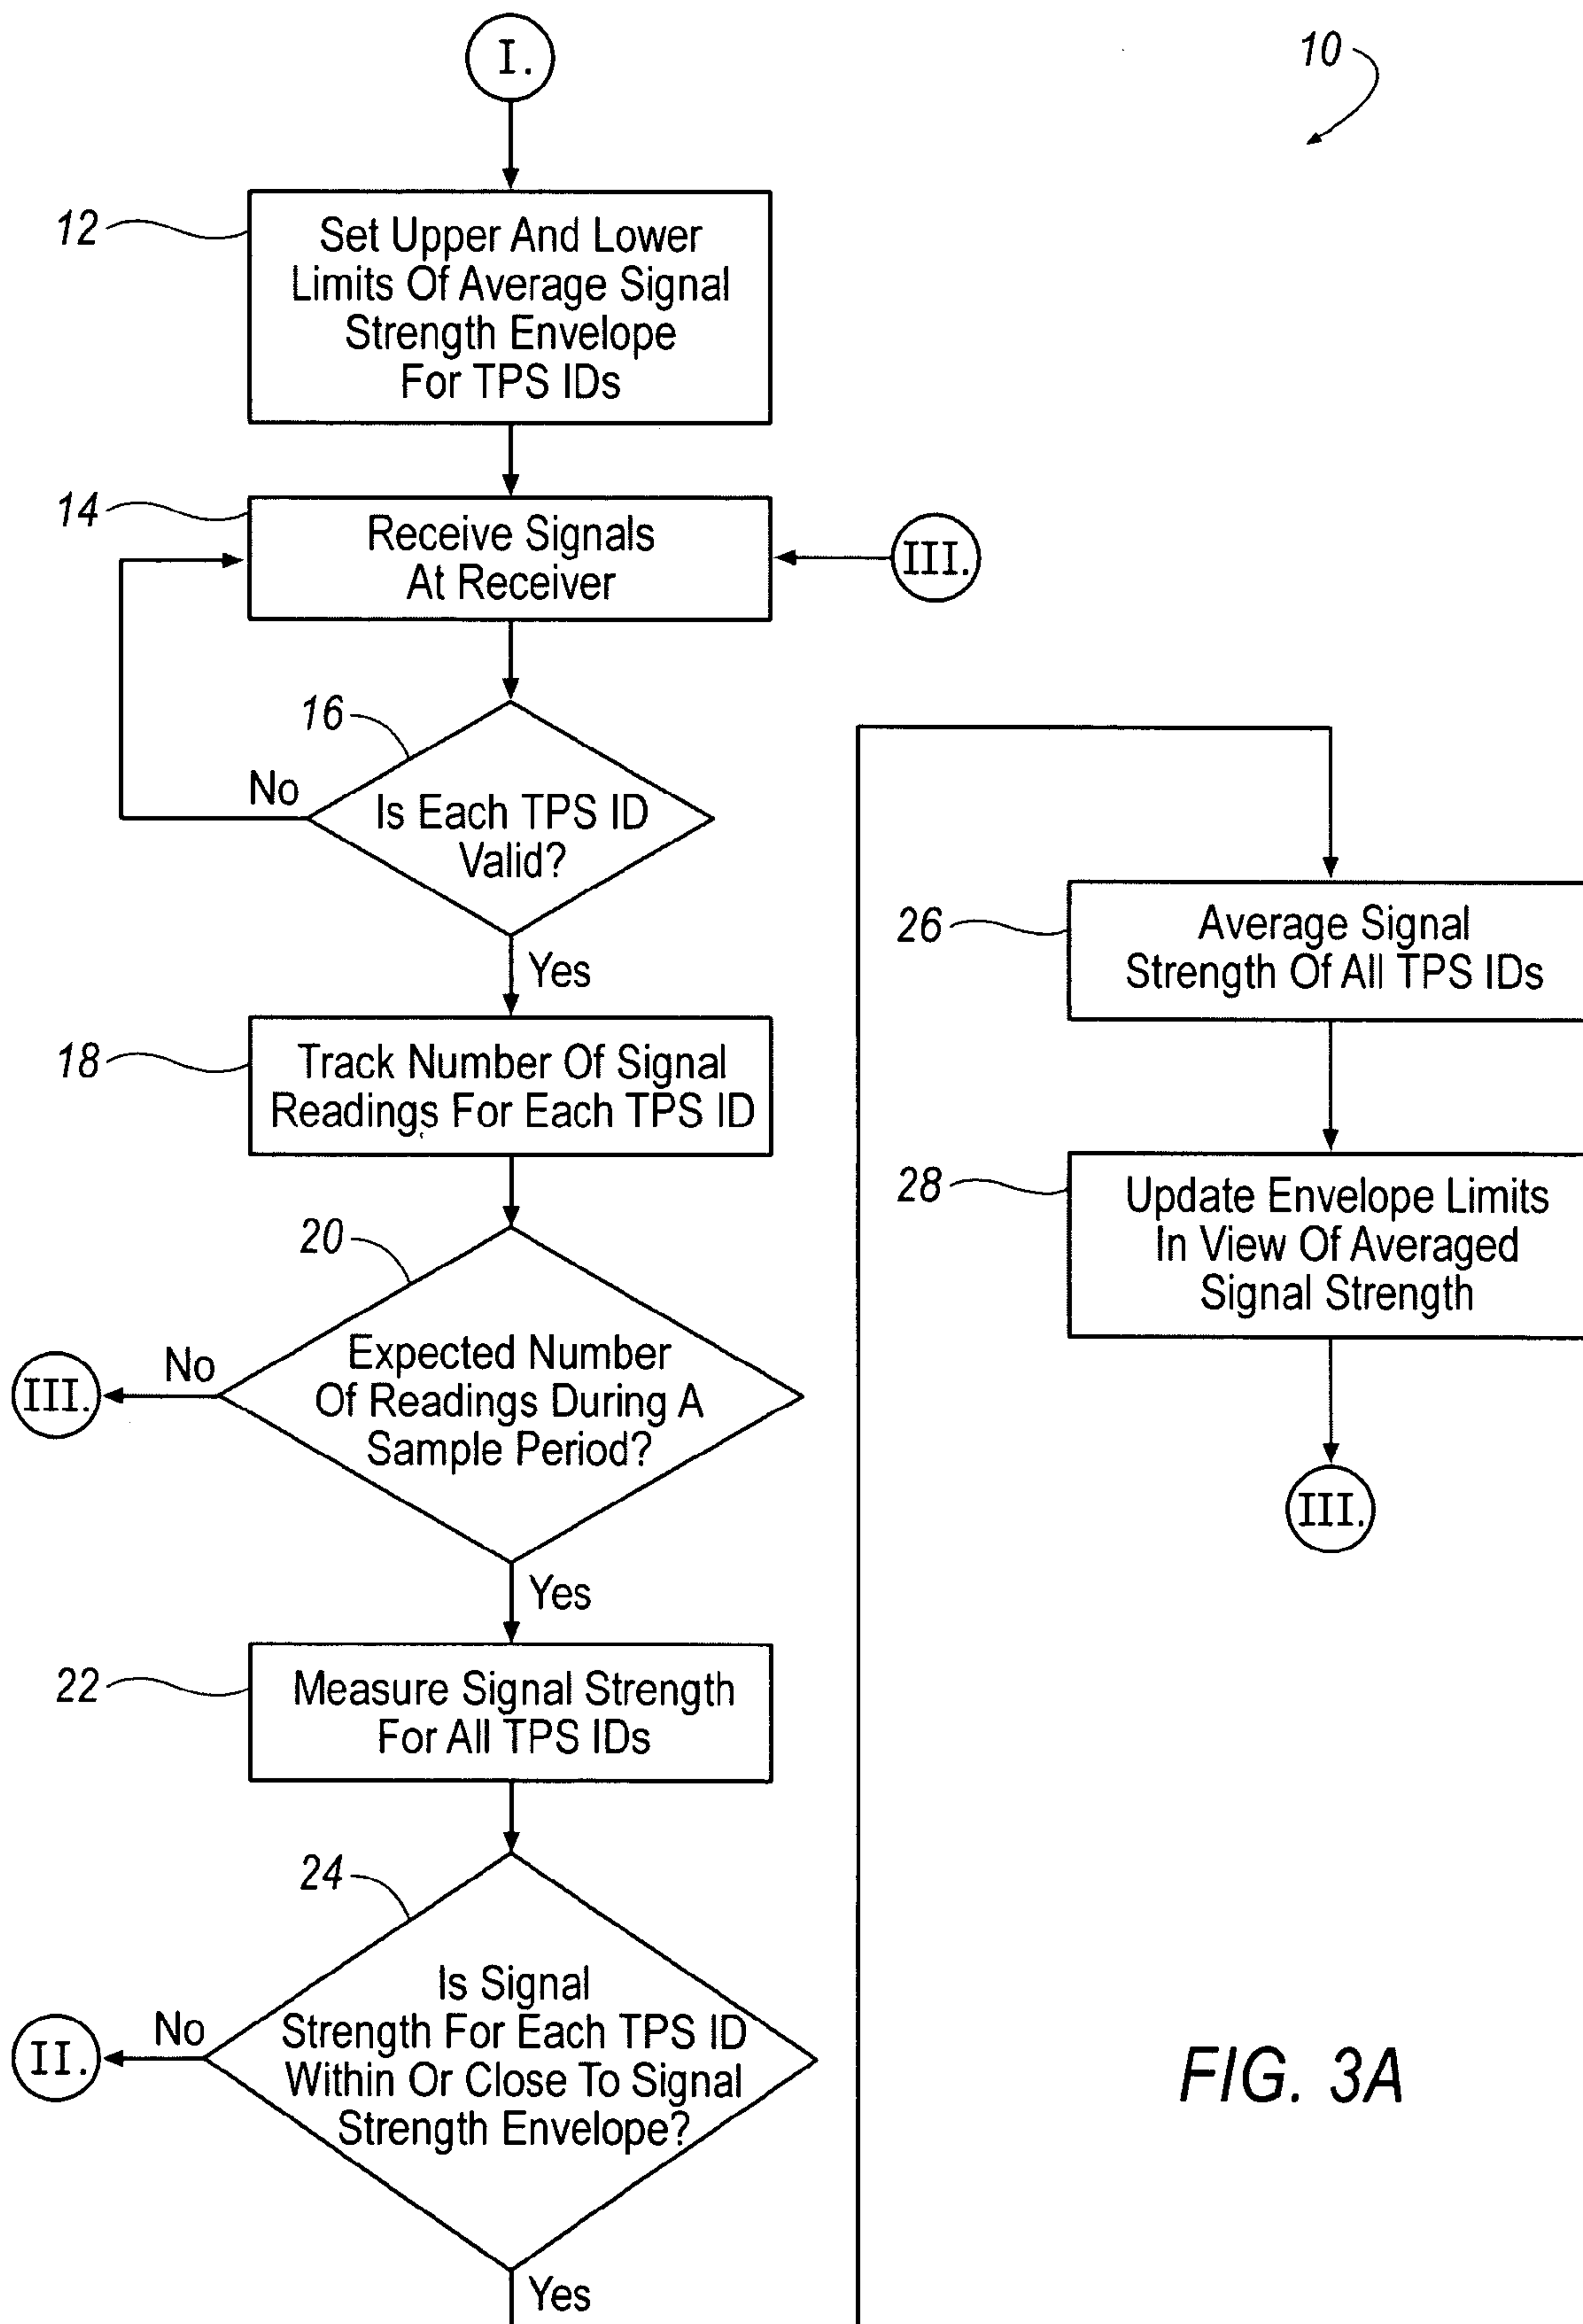 I.
10
12
Set Upper And Lower
Limits Of Average Signal
Strength Envelope
For TPS IDs
14
Receive Signals
At Receiver
III.
16
No
Is Each TPS ID
Valid?
Yes
18
Track Number Of Signal
Readings For Each TPS ID
20
III.
No
Expected Number
Of Readings During A
Sample Period?
Yes
22
Measure Signal Strength
For All TPS IDs
24
II.
No
Is Signal
Strength For Each TPS ID
Within Or Close To Signal
Strength Envelope?
Yes
26
Average Signal
Strength Of All TPS IDs
28
Update Envelope Limits
In View Of Averaged
Signal Strength
III.
FIG. 3A